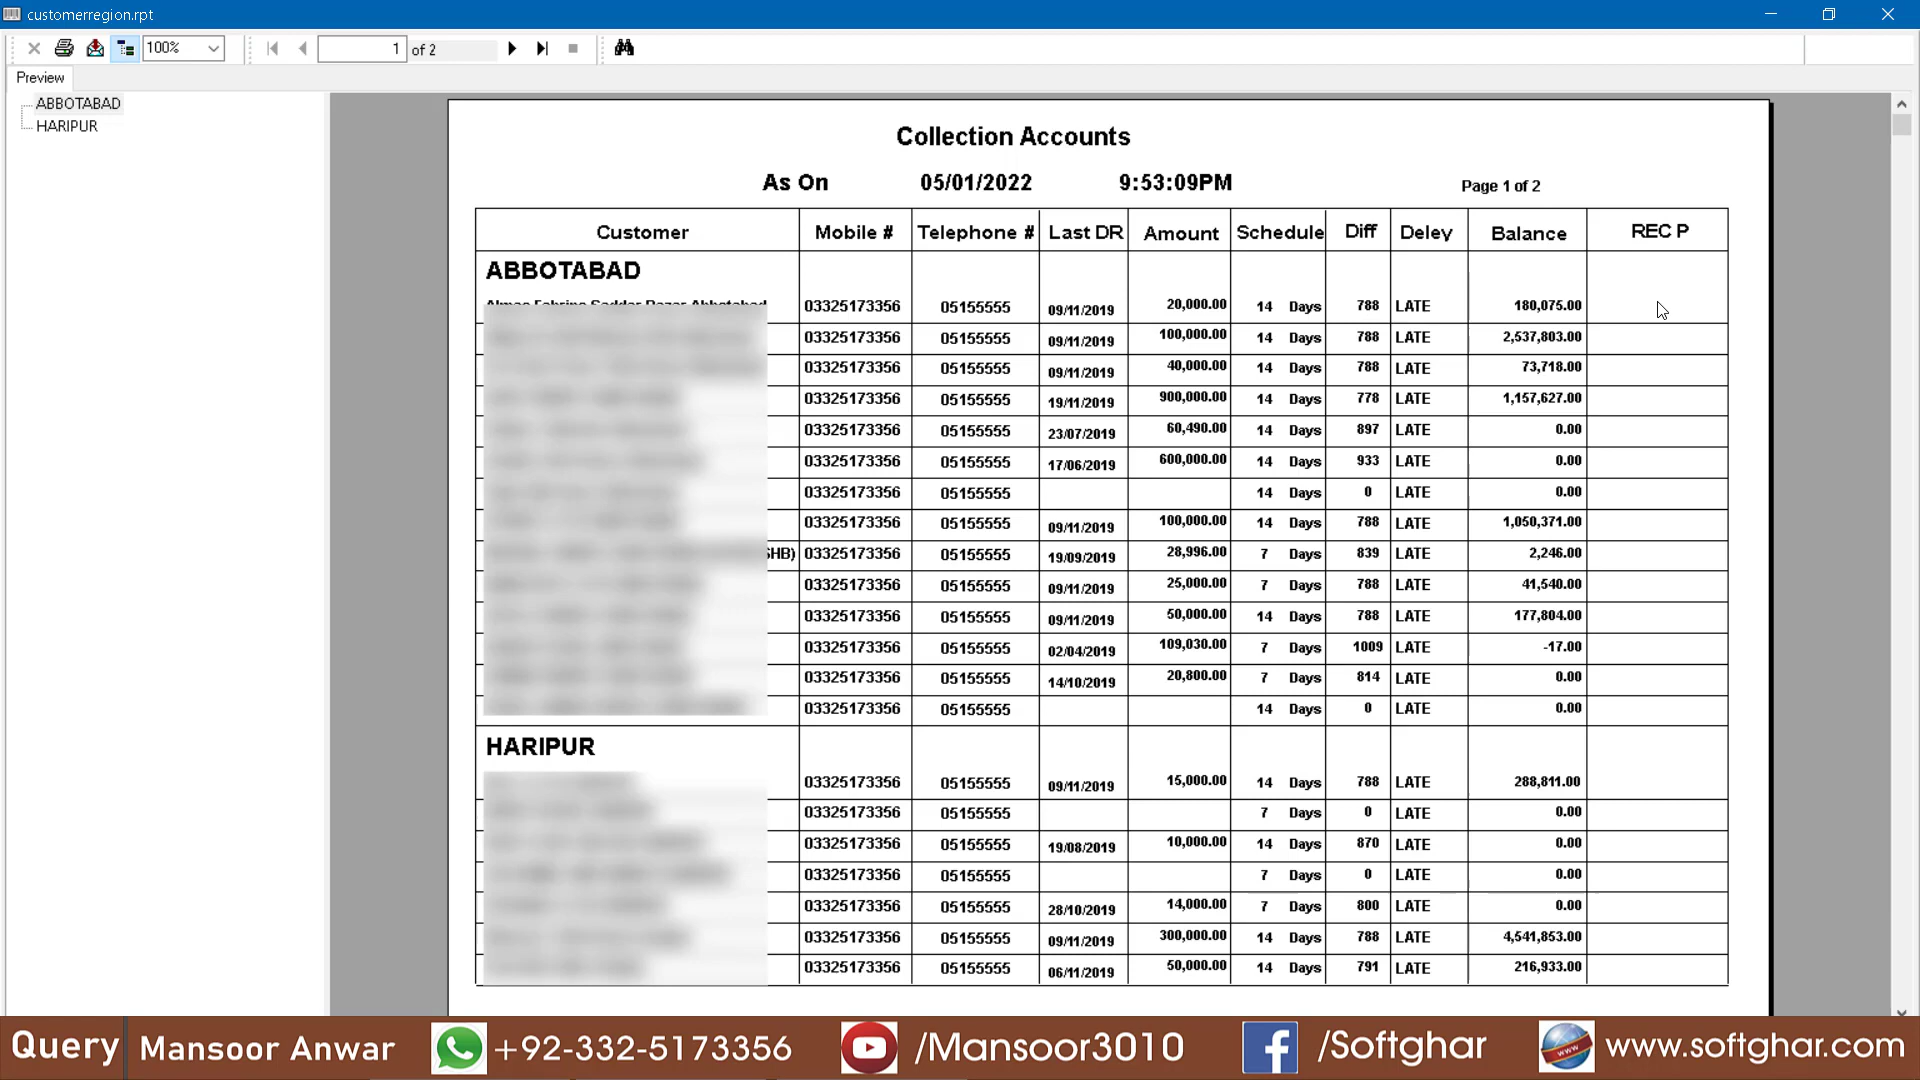 customerregion.rpt
100%
1 of 2
Preview
ABBOTABAD
HARIPUR
Collection Accounts
As On 05/01/2022 9:53:09PM
Page 1 of 2
Customer Mobile # Telephone # Last DR Amount Schedule Diff Deley Balance REC P
ABBOTABAD
03325173356 05155555 09/11/2019 20,000.00 14 Days 788 LATE 180,075.00
03325173356 05155555 09/11/2019 100,000.00 14 Days 788 LATE 2,537,803.00
03325173356 05155555 09/11/2019 40,000.00 14 Days 788 LATE 73,718.00
03325173356 05155555 19/11/2019 900,000.00 14 Days 778 LATE 1,157,627.00
03325173356 05155555 23/07/2019 60,490.00 14 Days 897 LATE 0.00
03325173356 05155555 17/06/2019 600,000.00 14 Days 933 LATE 0.00
03325173356 05155555 14 Days 0 LATE 0.00
03325173356 05155555 09/11/2019 100,000.00 14 Days 788 LATE 1,050,371.00
03325173356 05155555 19/09/2019 28,996.00 7 Days 839 LATE 2,246.00
03325173356 05155555 09/11/2019 25,000.00 7 Days 788 LATE 41,540.00
03325173356 05155555 09/11/2019 50,000.00 14 Days 788 LATE 177,804.00
03325173356 05155555 02/04/2019 109,030.00 7 Days 1009 LATE -17.00
03325173356 05155555 14/10/2019 20,800.00 7 Days 814 LATE 0.00
03325173356 05155555 14 Days 0 LATE 0.00
HARIPUR
03325173356 05155555 09/11/2019 15,000.00 14 Days 788 LATE 288,811.00
03325173356 05155555 7 Days 0 LATE 0.00
03325173356 05155555 19/08/2019 10,000.00 14 Days 870 LATE 0.00
03325173356 05155555 7 Days 0 LATE 0.00
03325173356 05155555 28/10/2019 14,000.00 7 Days 800 LATE 0.00
03325173356 05155555 09/11/2019 300,000.00 14 Days 788 LATE 4,541,853.00
03325173356 05155555 06/11/2019 50,000.00 14 Days 791 LATE 216,933.00
Query Mansoor Anwar +92-332-5173356 /Mansoor3010 /Softghar www.softghar.com